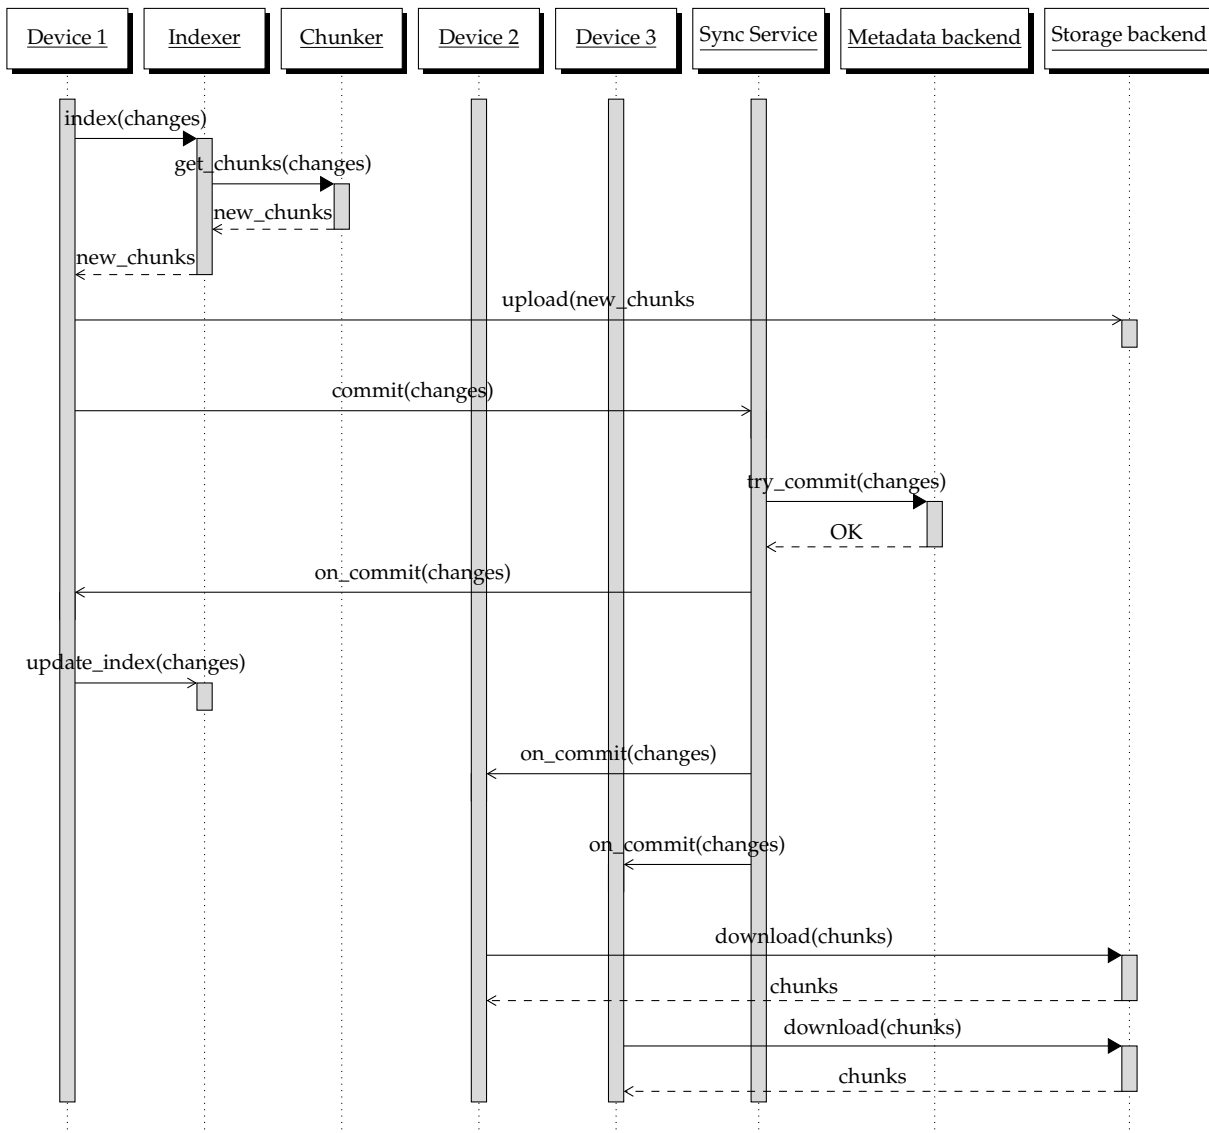 Device 1
Indexer
Chunker
Device 2
Device 3
Sync Service
Metadata backend
Storage backend
index(changes)
get_chunks(changes)
new_chunks
new_chunks
upload(new_chunks
commit(changes)
try_commit(changes)
OK
on_commit(changes)
update_index(changes)
on_commit(changes)
on_commit(changes)
download(chunks)
chunks
download(chunks)
chunks